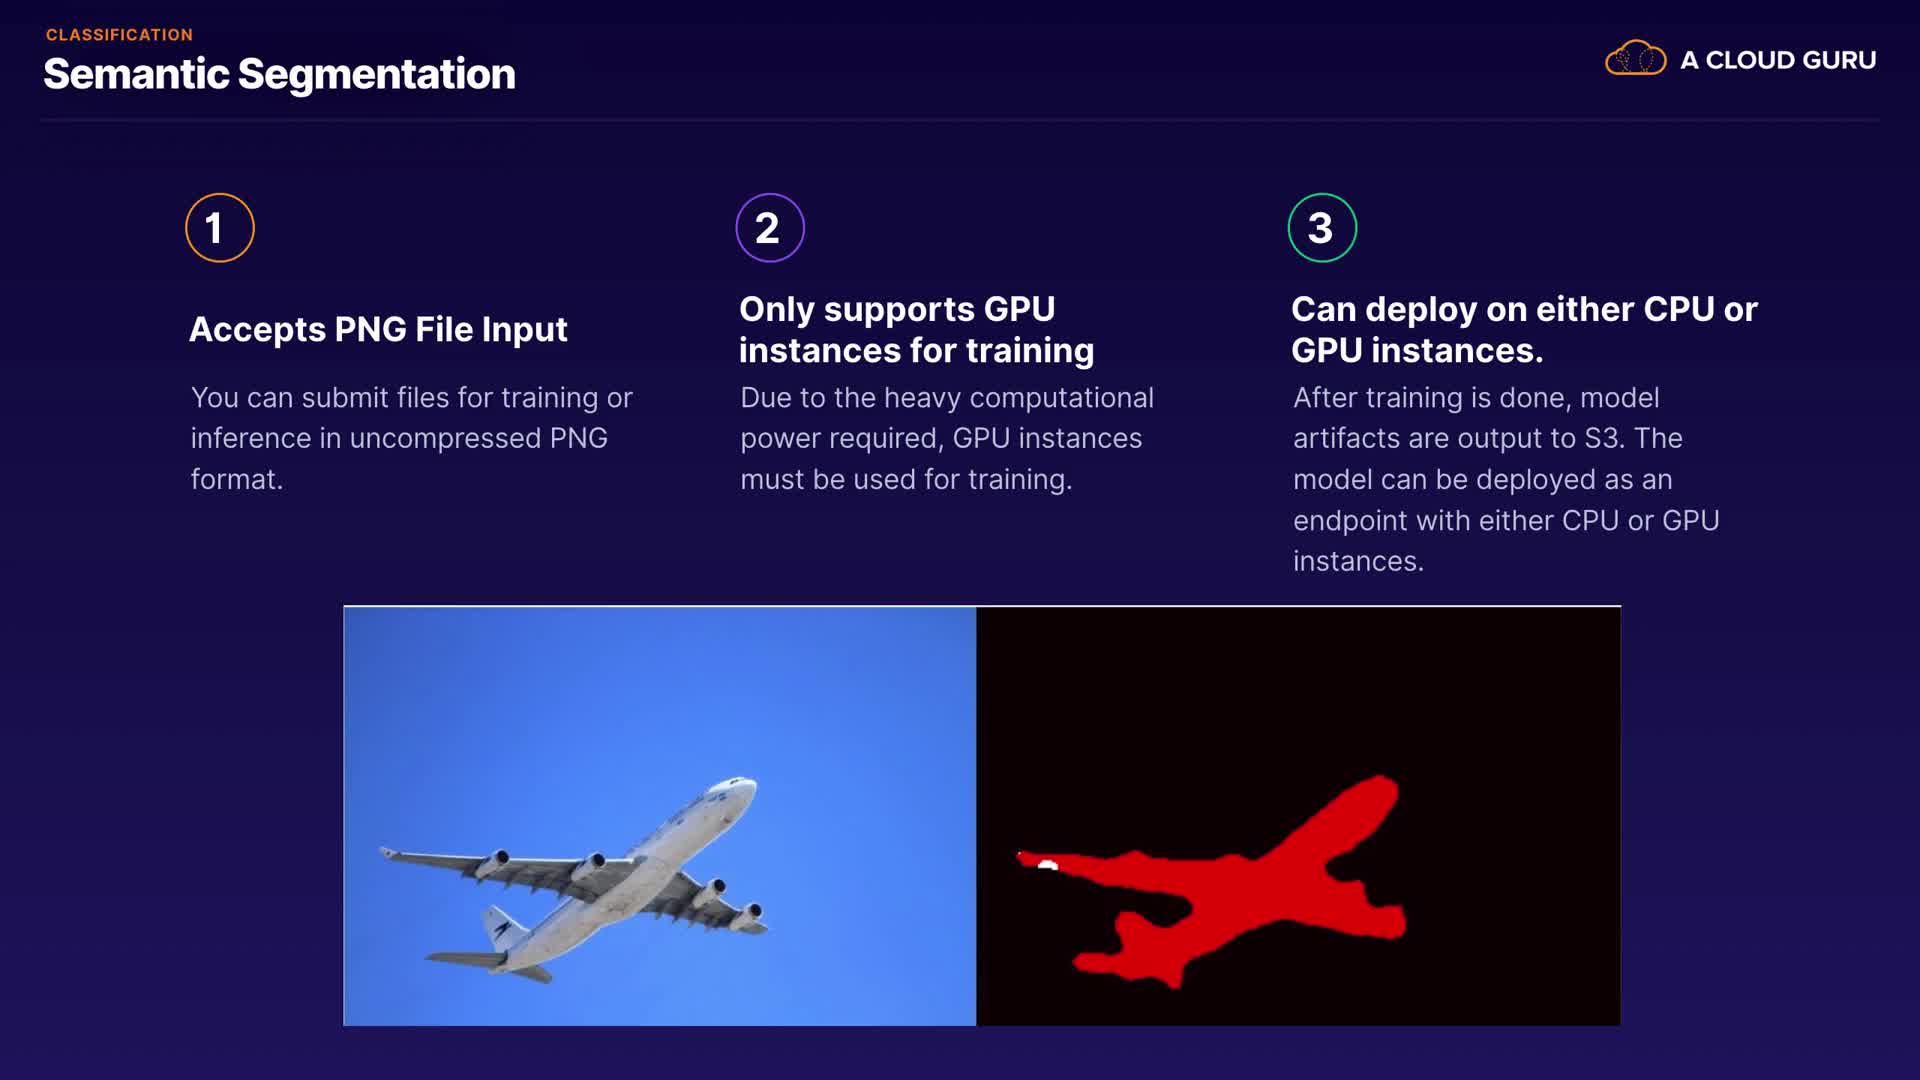 CLASSIFICATION
Semantic Segmentation
A CLOUD GURU
1
Accepts PNG File Input
You can submit files for training or
inference in uncompressed PNG
format.
2
Only supports GPU
instances for training
Due to the heavy computational
power required, GPU instances
must be used for training.
3
Can deploy on either CPU or
GPU instances.
After training is done, model
artifacts are output to S3. The
model can be deployed as an
endpoint with either CPU or GPU
instances.